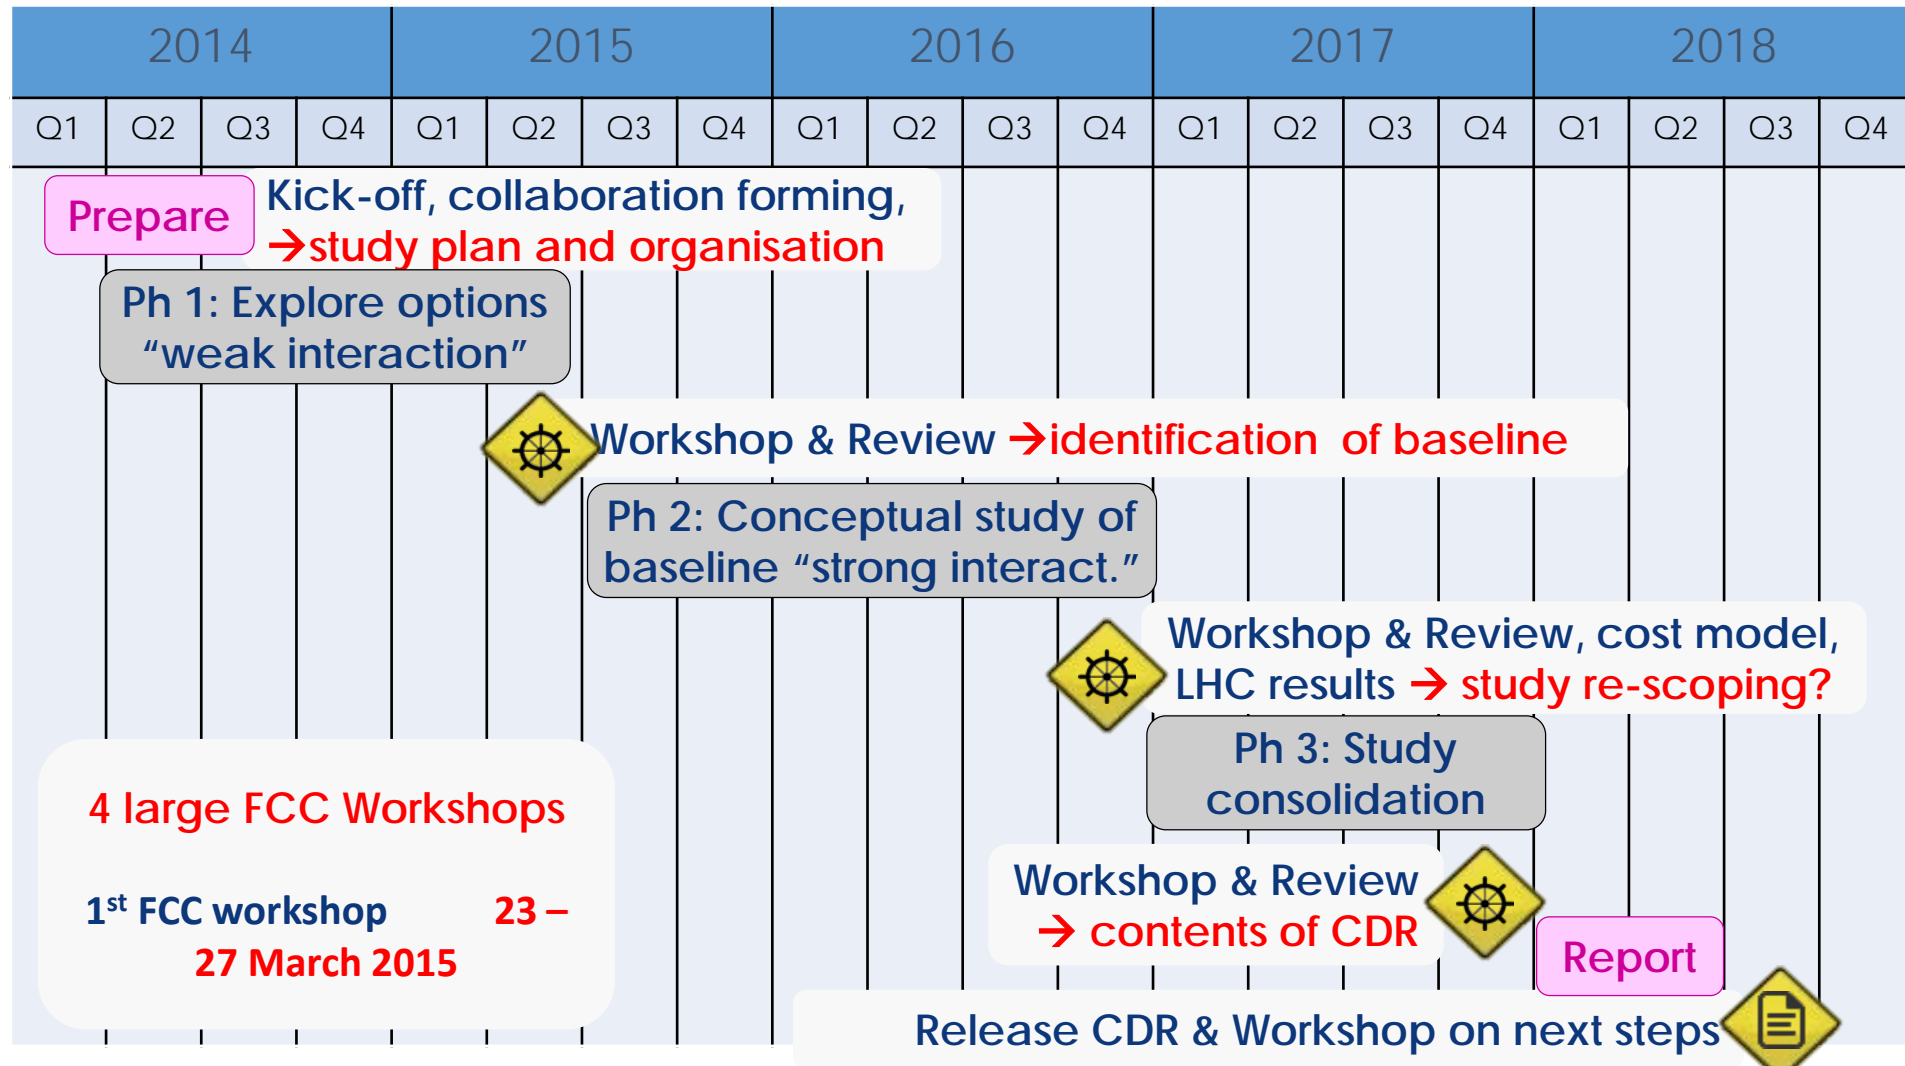 2014 2015 2016 2017 2018
Q1 Q2 Q3 Q4 Q1 Q2 Q3 Q4 Q1 Q2 Q3 Q4 Q1 Q2 Q3 Q4 Q1 Q2 Q3 Q4
Prepare
Kick-off, collaboration forming,
→study plan and organisation
Ph 1: Explore options
“weak interaction”
Workshop & Review →identification of baseline
Ph 2: Conceptual study of
baseline “strong interact.”
Workshop & Review, cost model,
LHC results → study re-scoping?
Ph 3: Study
consolidation
4 large FCC Workshops
1st FCC workshop 23 –
27 March 2015
Workshop & Review
→ contents of CDR
Report
Release CDR & Workshop on next steps